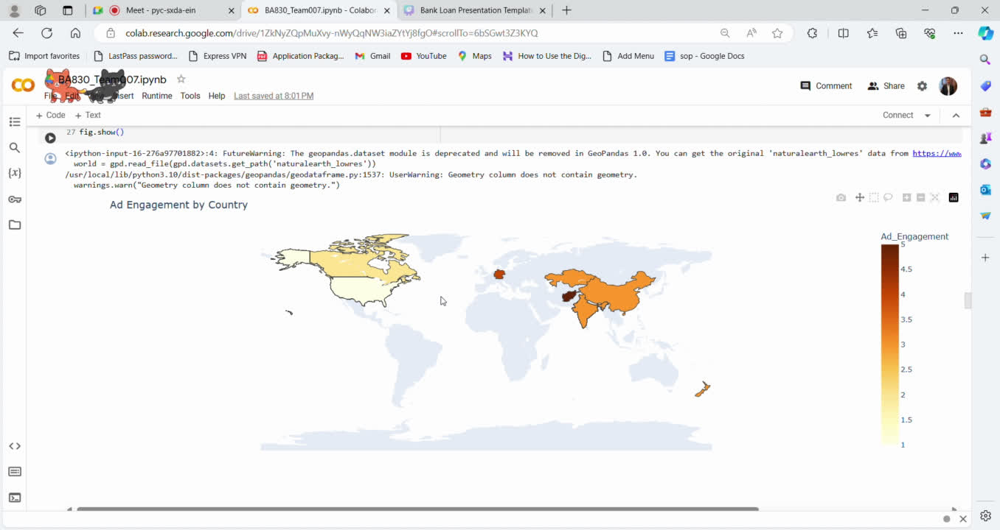 Meet - pyc-sxda-ein
BA830_Team007.ipynb - Colabor
Bank Loan Presentation Template
colab.research.google.com/drive/1ZkNyZQpMuXvy-nWyQqNW3iaZYtYj8fgO#scrollTo=6bSGwt3Z3KYQ
Import favorites
LastPass password...
Express VPN
Application Packag...
Gmail
YouTube
Maps
How to Use the Dig...
Add Menu
sop - Google Docs
BA830_Team007.ipynb
File Edit View Insert Runtime Tools Help Last saved at 8:01 PM
Comment
Share
+ Code + Text
Connect
27 fig.show()
<ipython-input-16-276a97701882>:4: FutureWarning: The geopandas.dataset module is deprecated and will be removed in GeoPandas 1.0. You can get the original 'naturalearth_lowres' data from https://www
world = gpd.read_file(gpd.datasets.get_path('naturalearth_lowres'))
/usr/local/lib/python3.10/dist-packages/geopandas/geodataframe.py:1537: UserWarning: Geometry column does not contain geometry.
warnings.warn("Geometry column does not contain geometry.")
Ad Engagement by Country
Ad_Engagement
5
4.5
4
3.5
3
2.5
2
1.5
1